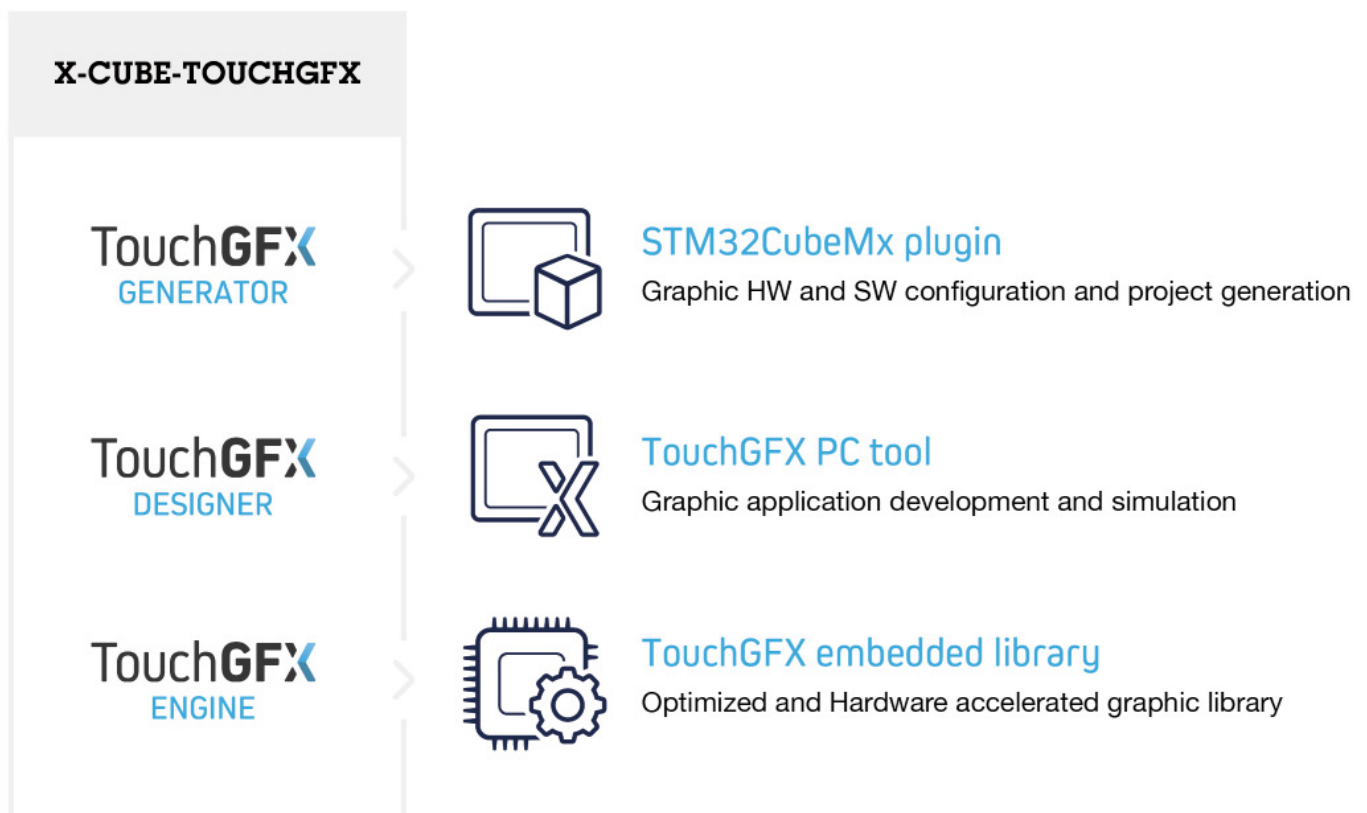 X-CUBE-TOUCHGFX
TouchGFX
GENERATOR
STM32CubeMx plugin
Graphic HW and SW configuration and project generation
TouchGFX
DESIGNER
TouchGFX PC tool
Graphic application development and simulation
TouchGFX
ENGINE
TouchGFX embedded library
Optimized and Hardware accelerated graphic library